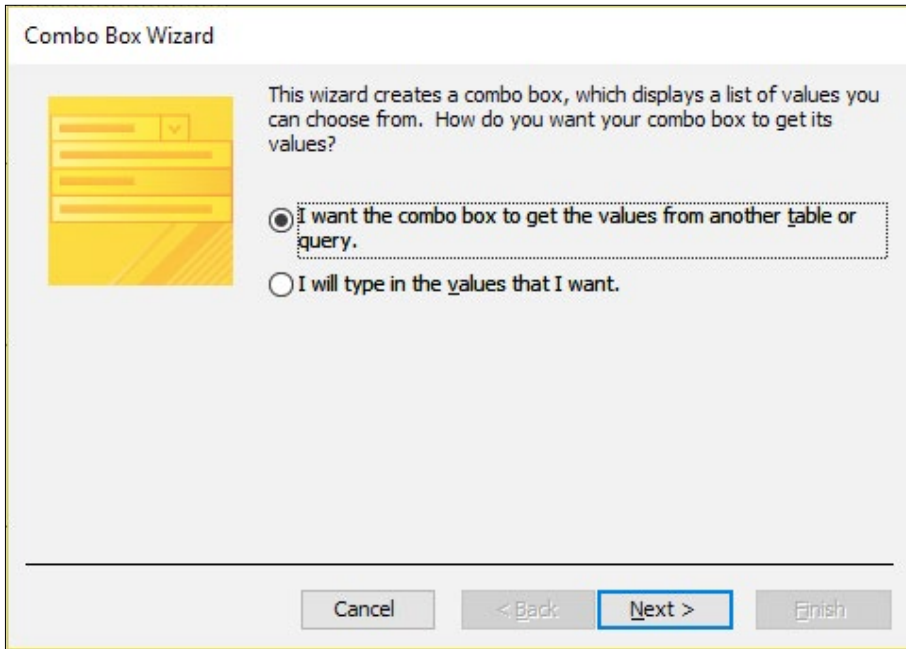 Combo Box Wizard
This wizard creates a combo box, which displays a list of values you
can choose from.  How do you want your combo box to get its
values?
I want the combo box to get the values from another table or
query.
I will type in the values that I want.
Cancel
< Back
Next >
Finish